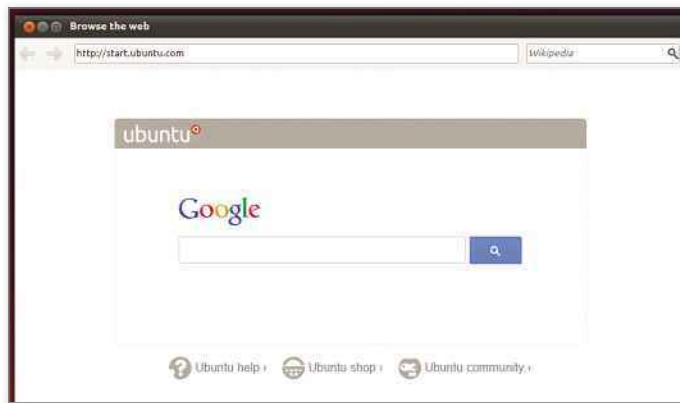 Browse the web
http://start.ubuntu.com Wikipedia
ubuntu
Google
Ubuntu help › Ubuntu shop › Ubuntu community ›